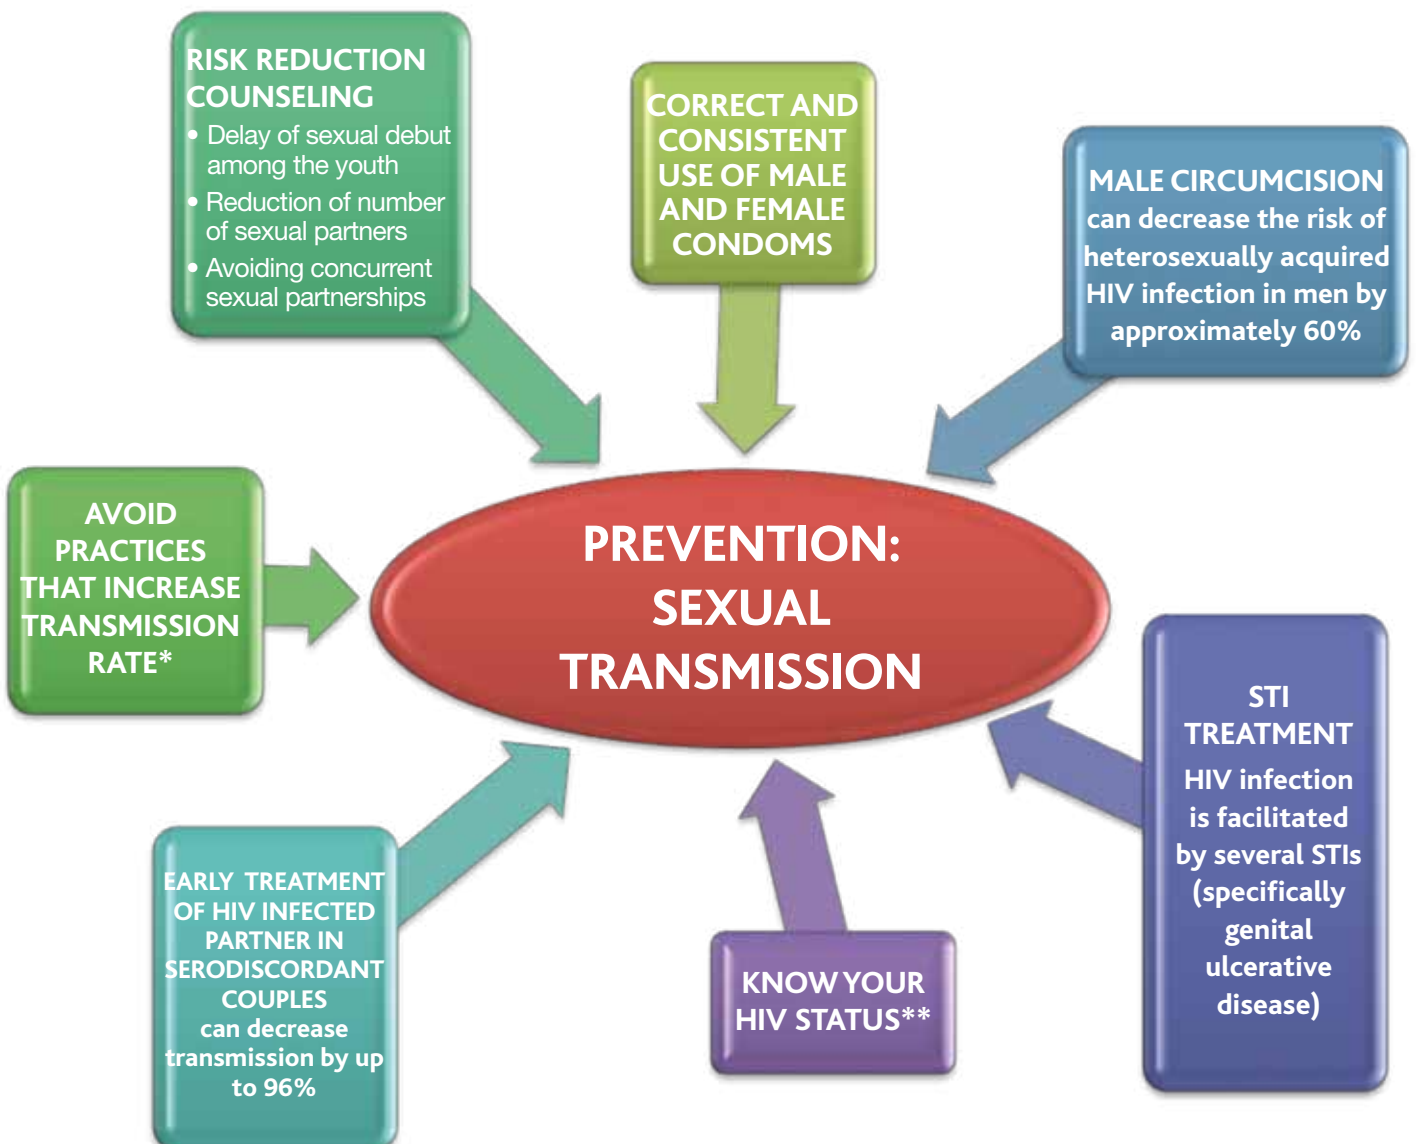 RISK REDUCTION
COUNSELING
• Delay of sexual debut
among the youth
• Reduction of number
of sexual partners
• Avoiding concurrent
sexual partnerships
CORRECT AND
CONSISTENT
USE OF MALE
AND FEMALE
CONDOMS
MALE CIRCUMCISION
can decrease the risk of
heterosexually acquired
HIV infection in men by
approximately 60%
AVOID
PRACTICES
THAT INCREASE
TRANSMISSION
RATE*
PREVENTION:
SEXUAL
TRANSMISSION
STI
TREATMENT
HIV infection
is facilitated
by several STIs
(specifically
genital
ulcerative
disease)
EARLY TREATMENT
OF HIV INFECTED
PARTNER IN
SERODISCORDANT
COUPLES
can decrease
transmission by up
to 96%
KNOW YOUR
HIV STATUS**